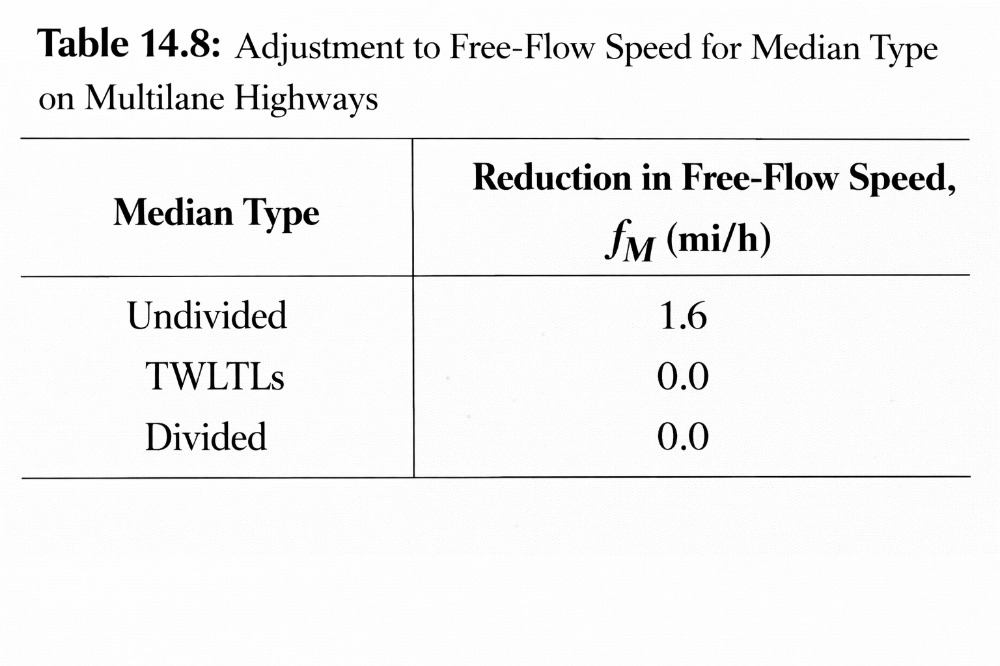 Table 14.8: Adjustment to Free-Flow Speed for Median Type
on Multilane Highways
Median Type
Reduction in Free-Flow Speed,
fM (mi/h)
Undivided 1.6
TWLTLs 0.0
Divided 0.0